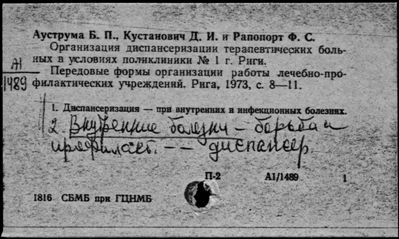 Ауструма Б. П., Кустанович Д. И. и Рапопорт Ф. С.
Организация диспансеризации терапевтических боль-
ных в условиях поликлиники № 1 г. Риги.
А1
1489
Передовые формы организации работы лечебно-про-
филактических учреждений. Рига, 1973, с. 8—11.
1. Диспансеризация — при внутренних и инфекционных болезнях.
2. Внутренние болезни – борьба и
профилакт. – – диспансер.
П-2 А1/1489 1
1816 СБМБ при ГЦНМБ